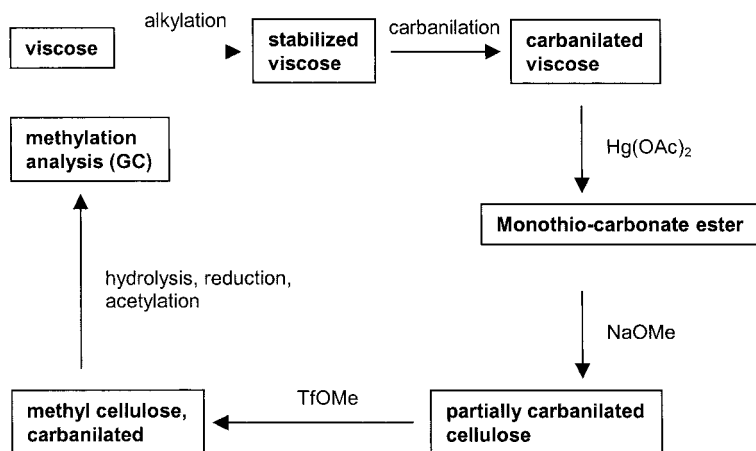 viscose
alkylation
stabilized
viscose
carbanilation
carbanilated
viscose
Hg(OAc)₂
Monothio-carbonate ester
NaOMe
partially carbanilated
cellulose
TfOMe
methyl cellulose,
carbanilated
hydrolysis, reduction,
acetylation
methylation
analysis (GC)